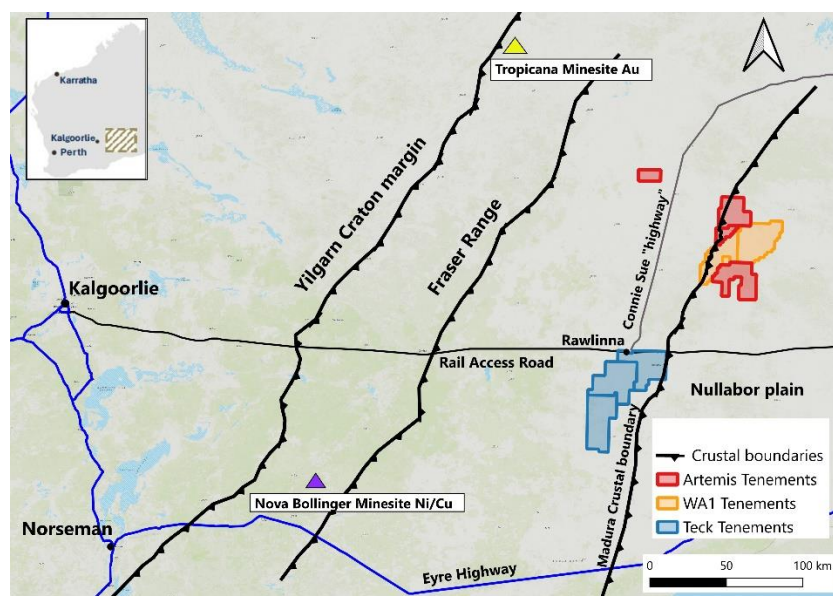 Karratha
Kalgoorlie
Perth
Tropicana Minesite Au
Yilgarn Craton margin
Fraser Range
Connie Sue "highway"
Kalgoorlie
Rawlinna
Rail Access Road
Nullabor plain
Madura Crustal boundary
Nova Bollinger Minesite Ni/Cu
Norseman
Eyre Highway
Crustal boundaries
Artemis Tenements
WA1 Tenements
Teck Tenements
0 50 100 km